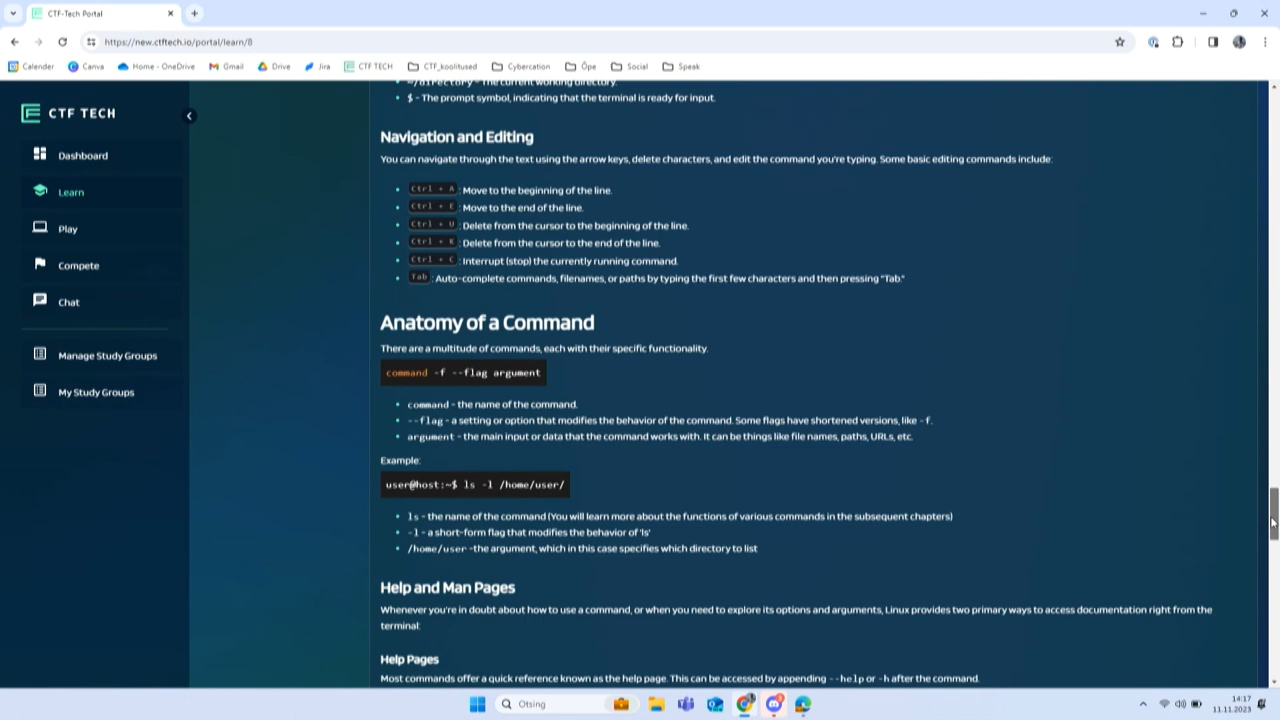 CTF-Tech Portal
https://new.ctftech.io/portal/learn/8
Calender Canva Home - OneDrive Gmail Drive Jira CTF TECH CTF_koolitused Cybercation Õpe Social Speak
CTF TECH
Dashboard
Learn
Play
Compete
Chat
Manage Study Groups
My Study Groups
~/directory - The current working directory.
$ - The prompt symbol, indicating that the terminal is ready for input.
Navigation and Editing
You can navigate through the text using the arrow keys, delete characters, and edit the command you're typing. Some basic editing commands include:
Ctrl + A : Move to the beginning of the line.
Ctrl + E : Move to the end of the line.
Ctrl + U : Delete from the cursor to the beginning of the line.
Ctrl + K : Delete from the cursor to the end of the line.
Ctrl + C : Interrupt (stop) the currently running command.
Tab : Auto-complete commands, filenames, or paths by typing the first few characters and then pressing "Tab."
Anatomy of a Command
There are a multitude of commands, each with their specific functionality.
command -f --flag argument
command - the name of the command.
--flag - a setting or option that modifies the behavior of the command. Some flags have shortened versions, like -f.
argument - the main input or data that the command works with. It can be things like file names, paths, URLs, etc.
Example:
user@host:~$ ls -l /home/user/
ls - the name of the command (You will learn more about the functions of various commands in the subsequent chapters)
-l - a short-form flag that modifies the behavior of 'ls'
/home/user -the argument, which in this case specifies which directory to list
Help and Man Pages
Whenever you're in doubt about how to use a command, or when you need to explore its options and arguments, Linux provides two primary ways to access documentation right from the
terminal:
Help Pages
Most commands offer a quick reference known as the help page. This can be accessed by appending --help or -h after the command.
Otsing
14:17
11.11.2023